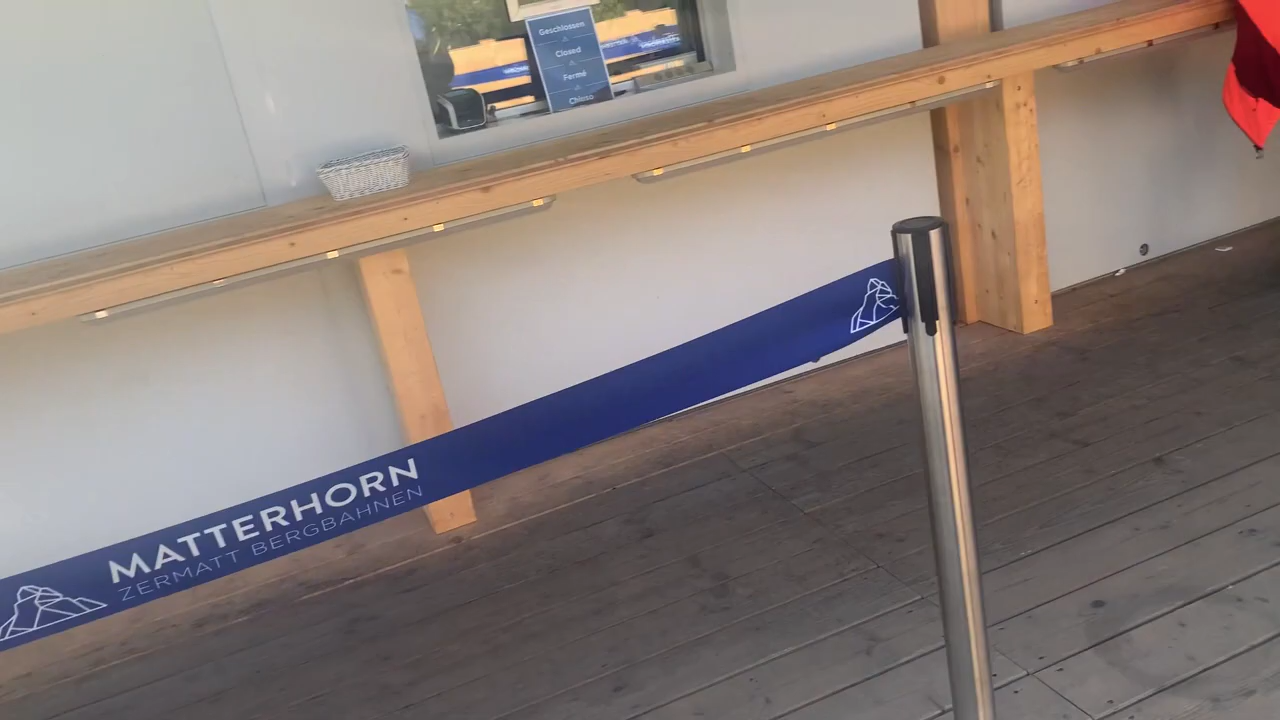 Geschlossen
Closed
Fermé
Chiuso
MATTERHORN
ZERMATT BERGBAHNEN